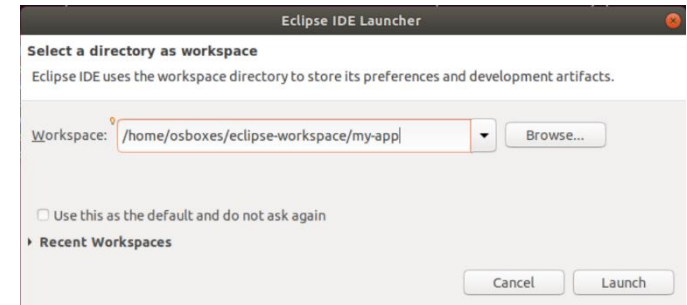 Eclipse IDE Launcher
Select a directory as workspace
Eclipse IDE uses the workspace directory to store its preferences and development artifacts.
Workspace: /home/osboxes/eclipse-workspace/my-app Browse...
Use this as the default and do not ask again
Recent Workspaces
Cancel Launch